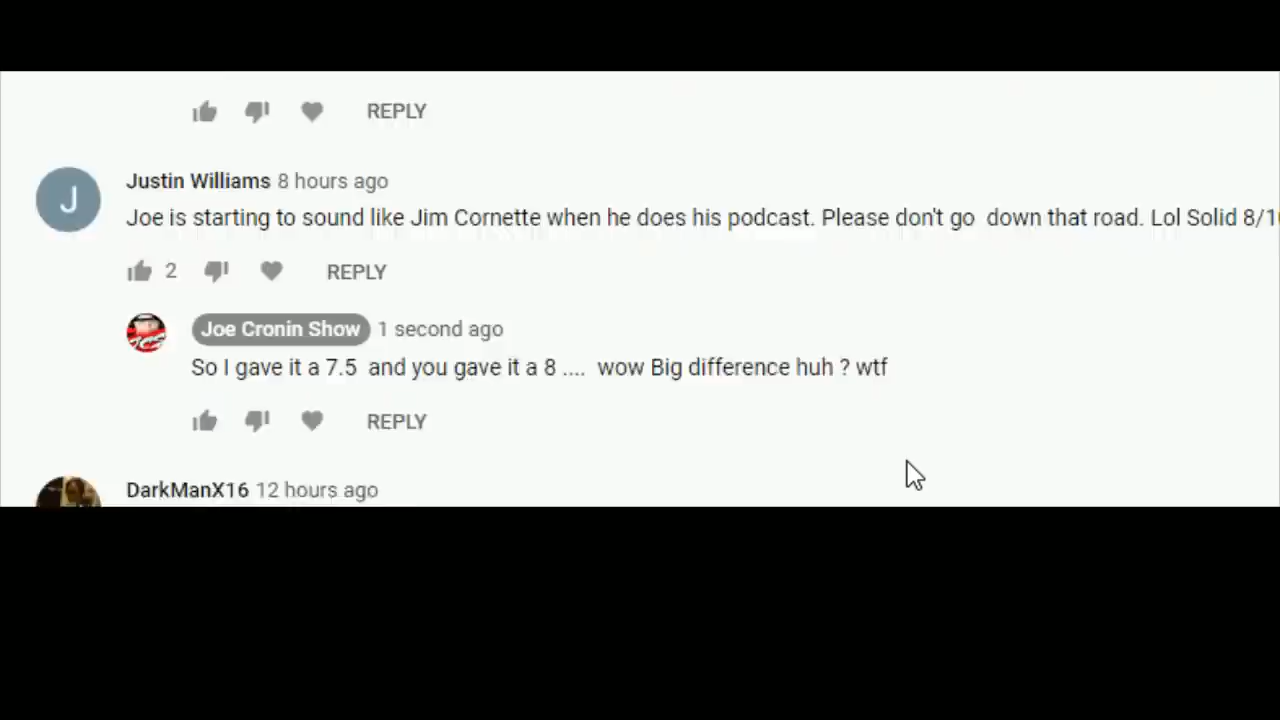 REPLY
J
Justin Williams 8 hours ago
Joe is starting to sound like Jim Cornette when he does his podcast. Please don't go  down that road. Lol Solid 8/1
2 REPLY
Joe Cronin Show 1 second ago
So I gave it a 7.5  and you gave it a 8 ....  wow Big difference huh ? wtf
REPLY
DarkManX16 12 hours ago